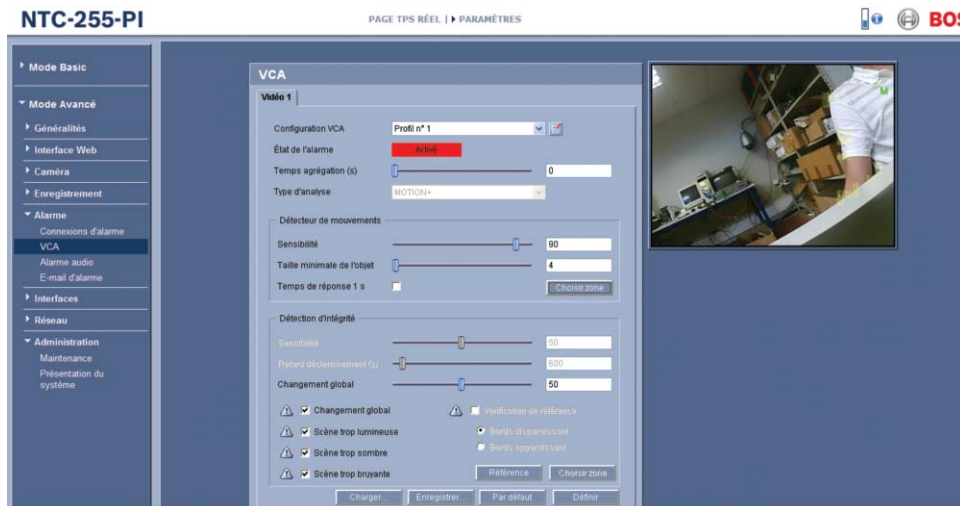 NTC-255-PI
PAGE TPS RÉEL | PARAMÈTRES
BOS
Mode Basic
Mode Avancé
Généralités
Interface Web
Caméra
Enregistrement
Alarme
Connexions d'alarme
VCA
Alarme audio
E-mail d'alarme
Interfaces
Réseau
Administration
Maintenance
Présentation du
système
VCA
Vidéo 1
Configuration VCA Profil n° 1
État de l'alarme Activé
Temps agrégation (s) 0
Type d'analyse MOTION+
Détecteur de mouvements
Sensibilité 90
Taille minimale de l'objet 4
Temps de réponse 1 s Choisir zone
Détection d'intégrité
Sensibilité 50
Retard déclenchement (s) 600
Changement global 50
Changement global Vérification de référence
Scène trop lumineuse Bords disparaissant
Scène trop sombre Bords apparaissant
Scène trop bruyante Référence Choisir zone
Charger... Enregistrer... Par défaut Définir